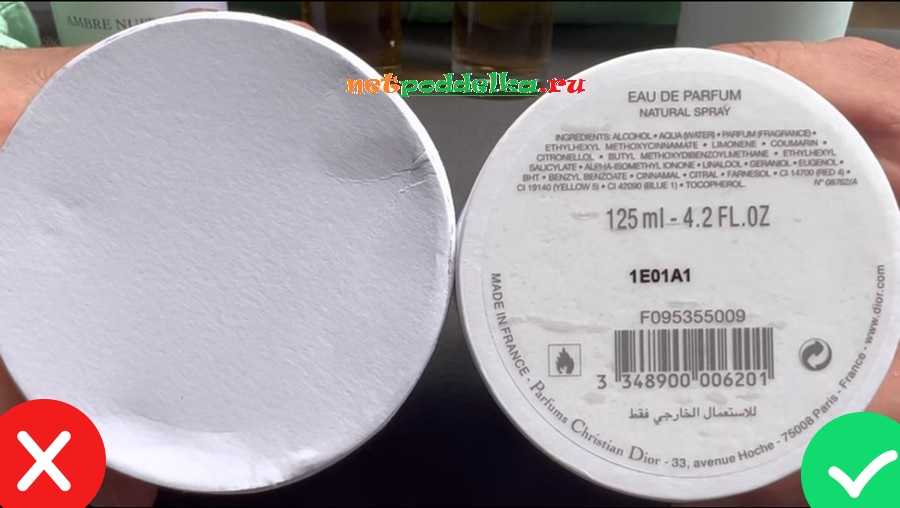 AMBRE NUIT
netpoddelka.ru
EAU DE PARFUM
NATURAL SPRAY
INGREDIENTS: ALCOHOL • AQUA (WATER) • PARFUM (FRAGRANCE) •
ETHYLHEXYL METHOXYCINNAMATE • LIMONENE • COUMARIN •
CITRONELLOL • BUTYL METHOXYDIBENZOYLMETHANE • ETHYLHEXYL
SALICYLATE • ALPHA-ISOMETHYL IONONE • LINALOOL • GERANIOL • EUGENOL •
BHT • BENZYL BENZOATE • CINNAMAL • CITRAL • FARNESOL • CI 14700 (RED 4) •
CI 19140 (YELLOW 5) • CI 42090 (BLUE 1) • TOCOPHEROL.
N° 08762/A
125 ml - 4.2 FL.OZ
1E01A1
F095355009
3 348900 006201
للاستعمال الخارجي فقط
MADE IN FRANCE - Parfums Christian Dior - 33, avenue Hoche - 75008 Paris - France - www.dior.com